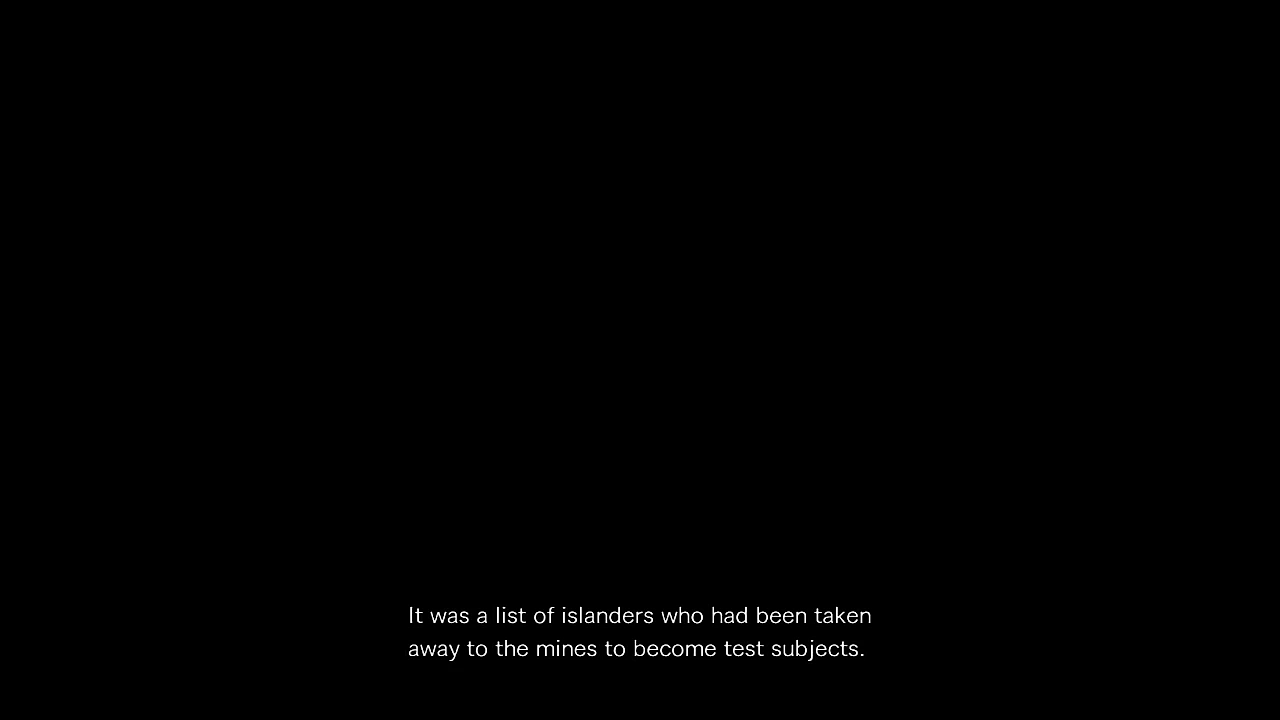 It was a list of islanders who had been taken
away to the mines to become test subjects.